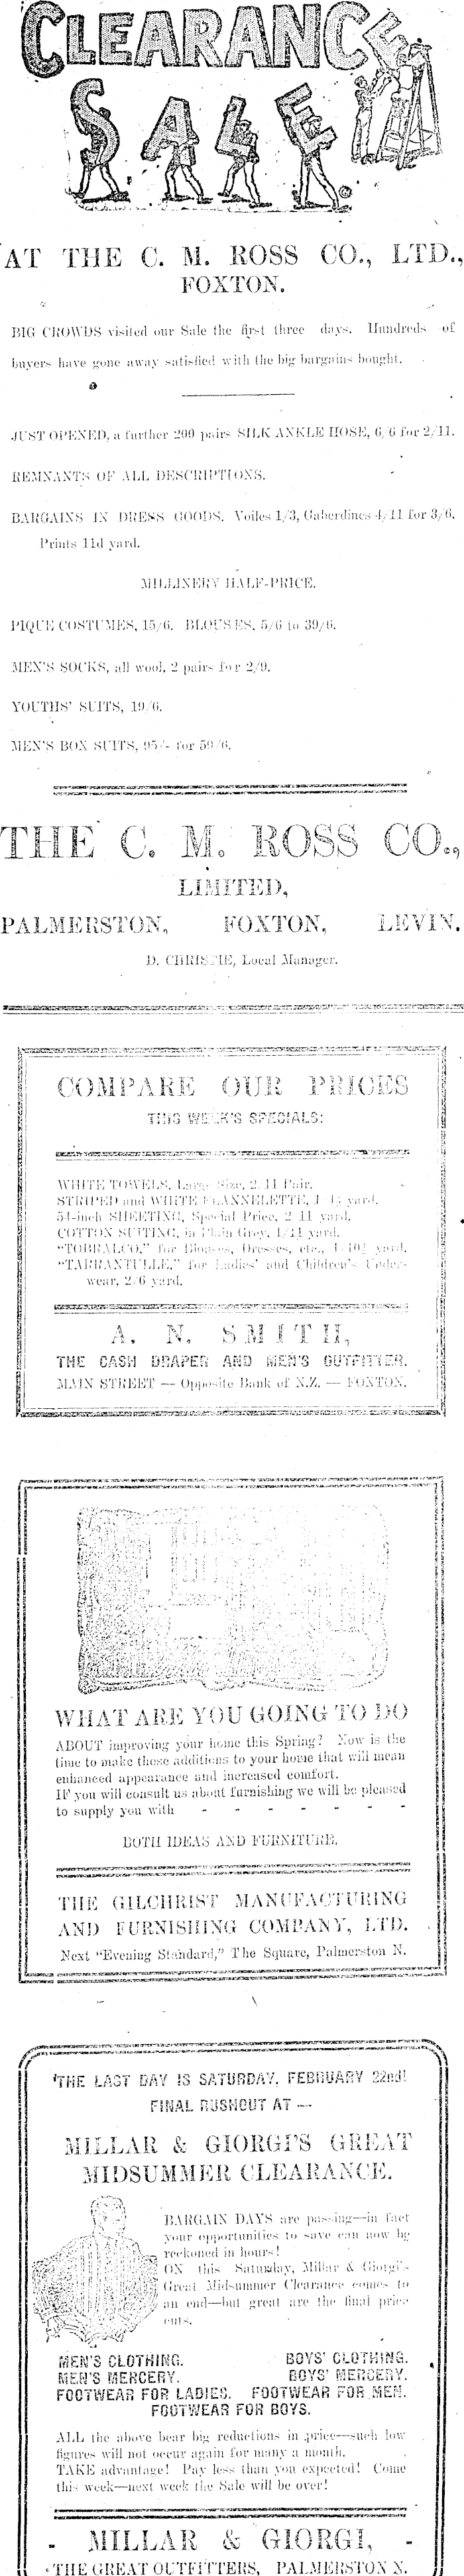 CLEARANCE
SALE
AT THE C. M. ROSS CO., LTD.,
FOXTON.
BIG CROWDS visited our Sale the first three days. Hundreds of
buyers have gone away satisfied with the big bargains bought.
JUST OPENED, a further 200 pairs SILK ANKLE HOSE, 6/6 for 2/11.
REMNANTS OF ALL DESCRIPTIONS.
BARGAINS IN DRESS GOODS. Voiles 1/3, Gaberdines 4/11 for 3/6.
Prints 11d yard.
MILLINERY HALF-PRICE.
PIQUE COSTUMES, 15/6. BLOUSES, 5/6 to 39/6.
MEN'S SOCKS, all wool, 2 pairs for 2/9.
YOUTHS' SUITS, 19/6.
MEN'S BOX SUITS, 95/- for 59/6.
THE C. M. ROSS CO.,
LIMITED,
PALMERSTON, FOXTON, LEVIN.
D. CHRISTIE, Local Manager.
COMPARE OUR PRICES
THIS WEEK'S SPECIALS:
WHITE TOWELS, Large Size, 2/11 Pair.
STRIPED and WHITE FLANNELETTE, yard.
54-inch SHEETING, Special Price, 2/11 yard.
COTTON SUITING, in Plain Grey, 1/11 yard.
"TOBRALCO," for Blouses, Dresses, etc., yard.
"TARRANTULLE," for Ladies' and Children's Under-
wear, 2/6 yard.
A. N. SMITH,
THE CASH DRAPER AND MEN'S OUTFITTER.
MAIN STREET — Opposite Bank of N.Z. — FOXTON.
WHAT ARE YOU GOING TO DO
ABOUT improving your home this Spring? Now is the
time to make those additions to your home that will mean
enhanced appearance and increased comfort.
IF you will consult us about furnishing we will be pleased
to supply you with - - - - - - -
BOTH IDEAS AND FURNITURE.
THE GILCHRIST MANUFACTURING
AND FURNISHING COMPANY, LTD.
Next "Evening Standard," The Square, Palmerston N.
THE LAST DAY IS SATURDAY, FEBRUARY 22nd!
FINAL RUSHOUT AT —
MILLAR & GIORGI'S GREAT
MIDSUMMER CLEARANCE.
BARGAIN DAYS are passing—in fact
your opportunities to save can now be
reckoned in hours!
ON this Saturday, Millar & Giorgi's
Great Midsummer Clearance comes to
an end—but great are the final price
cuts.
MEN'S CLOTHING. BOYS' CLOTHING.
MEN'S MERCERY. BOYS' MERCERY.
FOOTWEAR FOR LADIES. FOOTWEAR FOR MEN.
FOOTWEAR FOR BOYS.
ALL the above bear big reductions in price—such low
figures will not occur again for many a month.
TAKE advantage! Pay less than you expected! Come
this week—next week the Sale will be over!
- MILLAR & GIORGI, -
THE GREAT OUTFITTERS, PALMERSTON N.